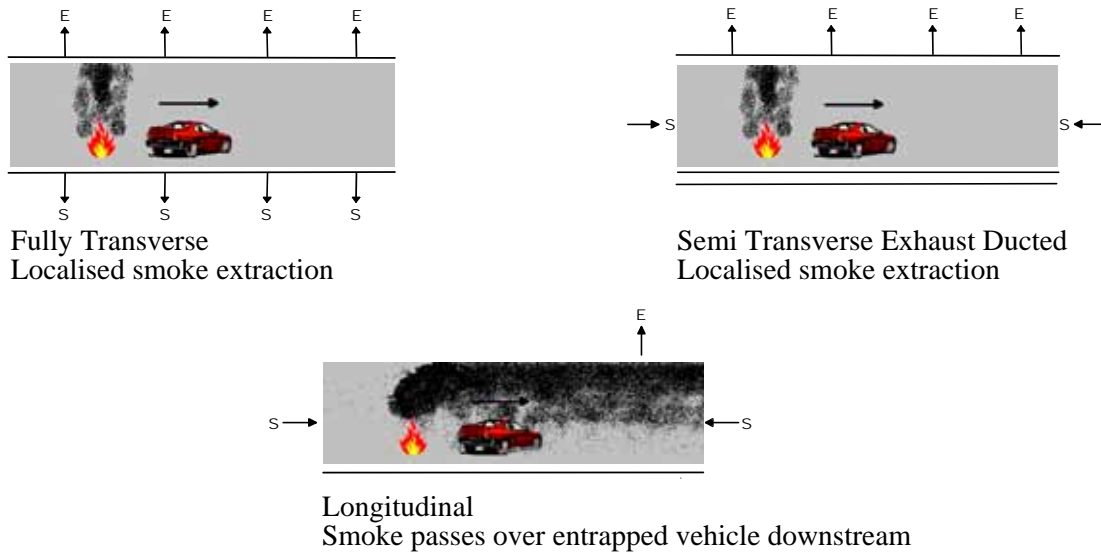 E E E E
S S S S
Fully Transverse
Localised smoke extraction
E E E E
S S
Semi Transverse Exhaust Ducted
Localised smoke extraction
E
S S
Longitudinal
Smoke passes over entrapped vehicle downstream